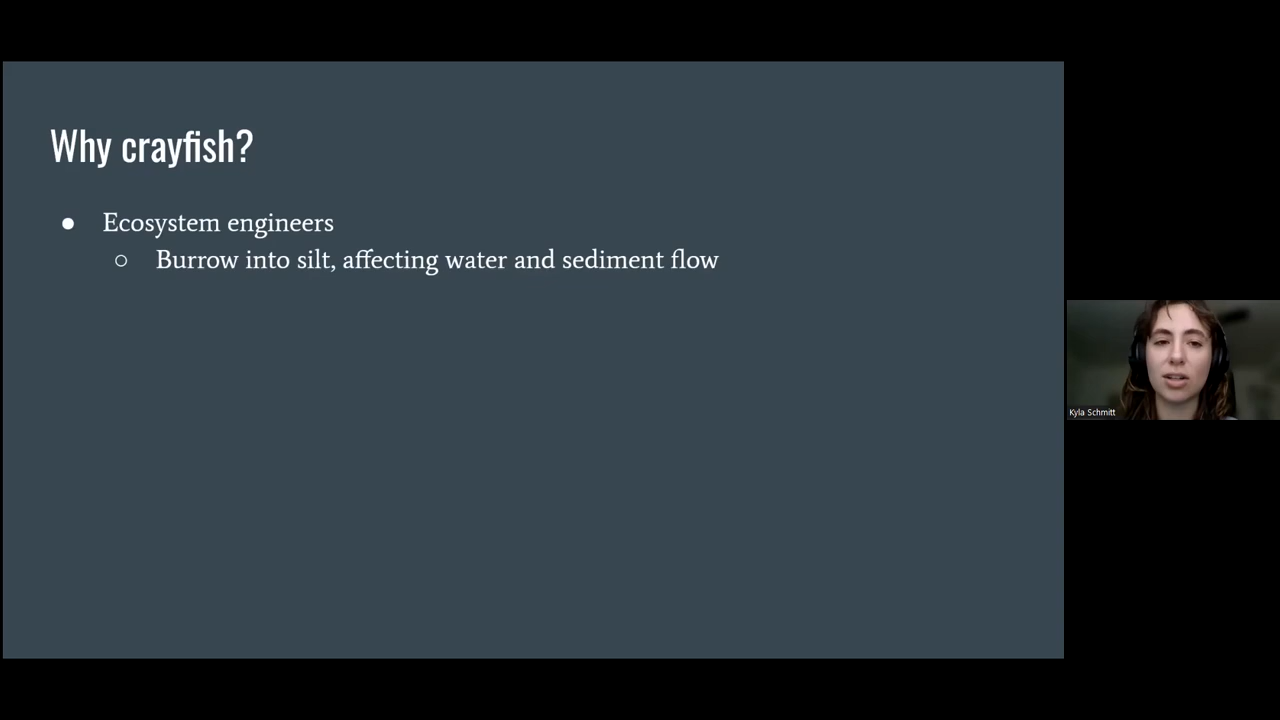 Why crayfish?
● Ecosystem engineers
○ Burrow into silt, affecting water and sediment flow
Kyla Schmitt